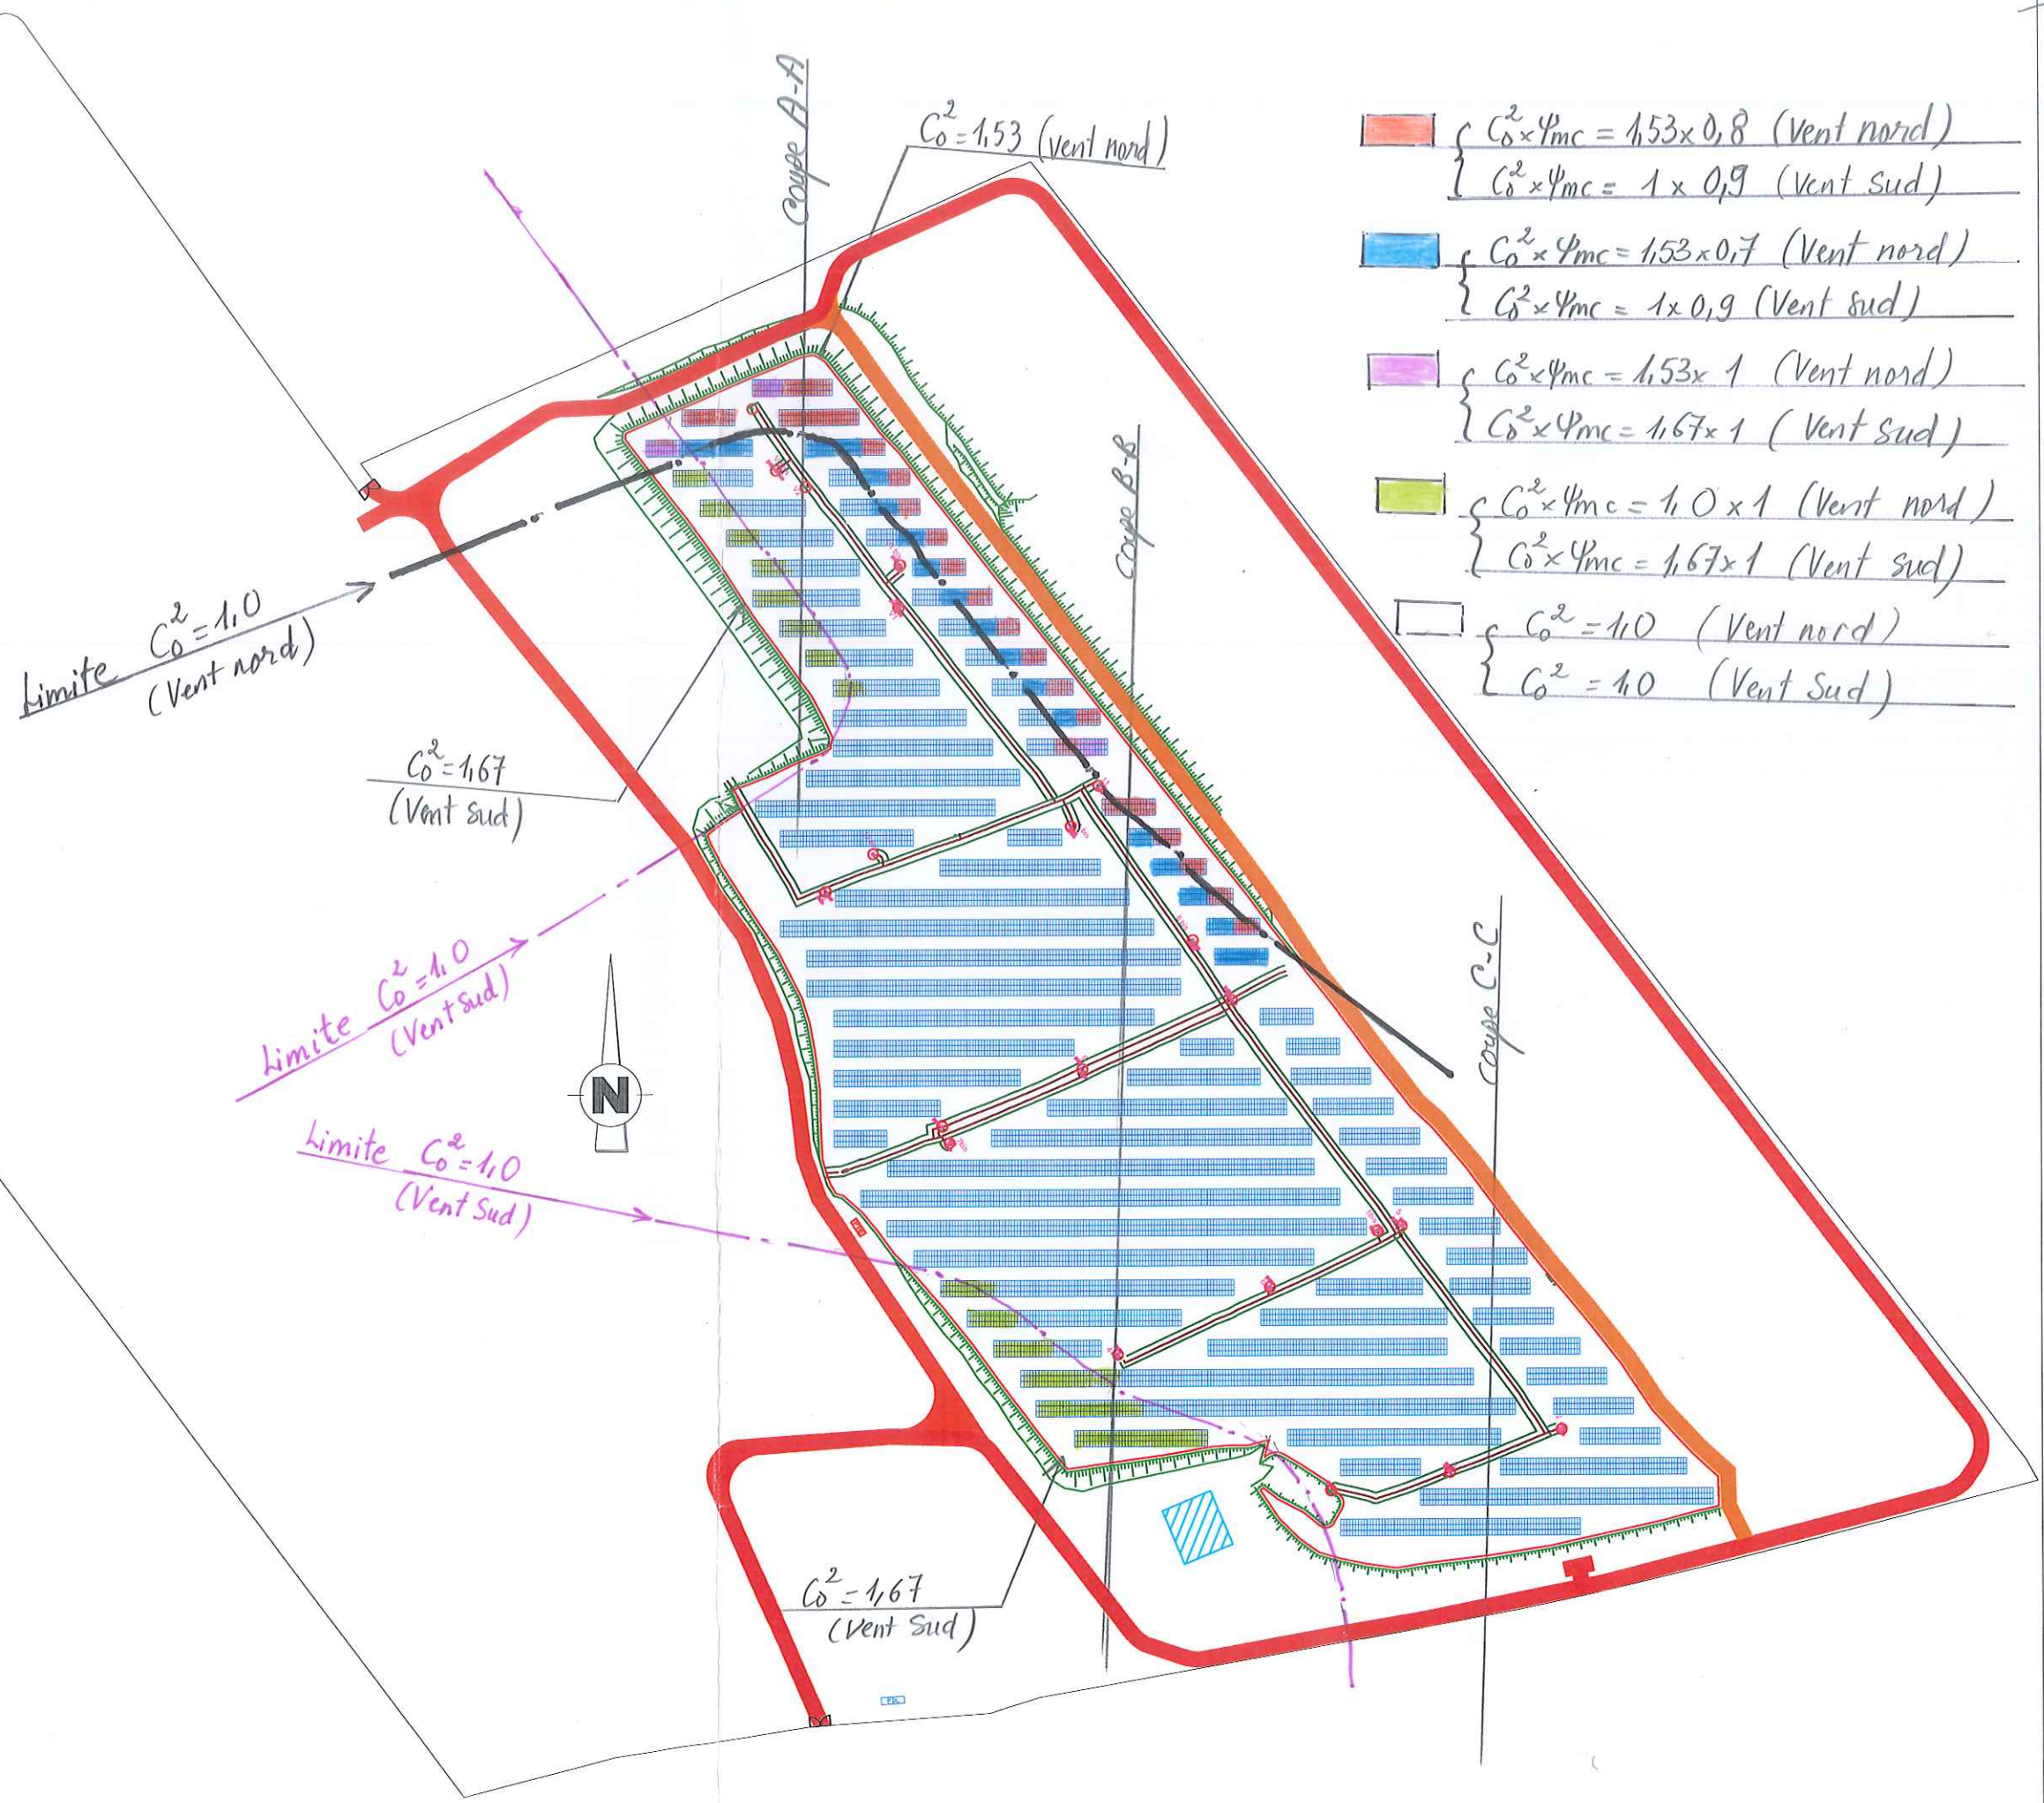 Coupe A-A
C₀² = 1,53 (vent nord)
C₀² x Ψmc = 1,53 x 0,8 (Vent nord)
C₀² x Ψmc = 1 x 0,9 (Vent Sud)
C₀² x Ψmc = 1,53 x 0,7 (Vent nord)
C₀² x Ψmc = 1 x 0,9 (Vent sud)
C₀² x Ψmc = 1,53 x 1 (Vent nord)
C₀² x Ψmc = 1,67 x 1 (Vent Sud)
C₀² x Ψmc = 1,0 x 1 (Vent nord)
C₀² x Ψmc = 1,67 x 1 (Vent sud)
C₀² = 1,0 (Vent nord)
C₀² = 1,0 (Vent Sud)
Coupe B-B
Limite C₀² = 1,0
(Vent nord)
C₀² = 1,67
(Vent Sud)
Limite C₀² = 1,0
(Vent sud)
Coupe C-C
N
Limite C₀² = 1,0
(Vent Sud)
C₀² = 1,67
(Vent Sud)